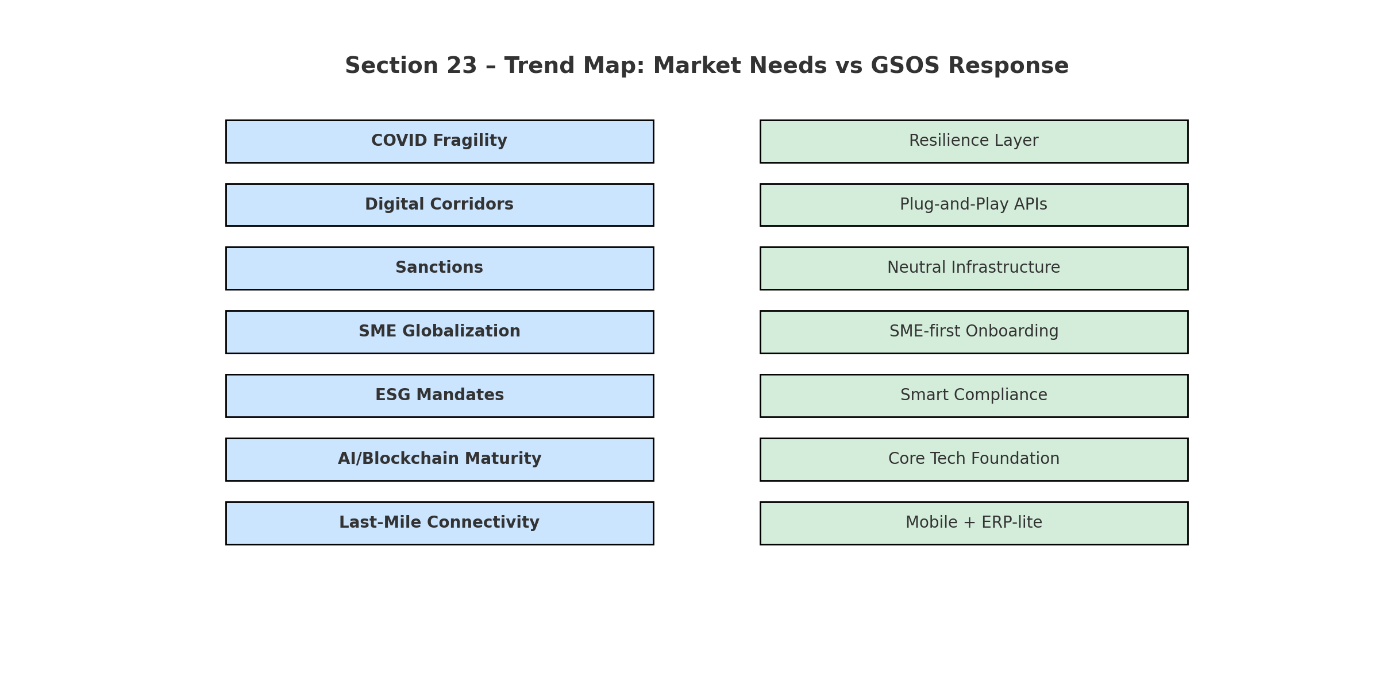 Section 23 – Trend Map: Market Needs vs GSOS Response
COVID Fragility
Resilience Layer
Digital Corridors
Plug-and-Play APIs
Sanctions
Neutral Infrastructure
SME Globalization
SME-first Onboarding
ESG Mandates
Smart Compliance
AI/Blockchain Maturity
Core Tech Foundation
Last-Mile Connectivity
Mobile + ERP-lite